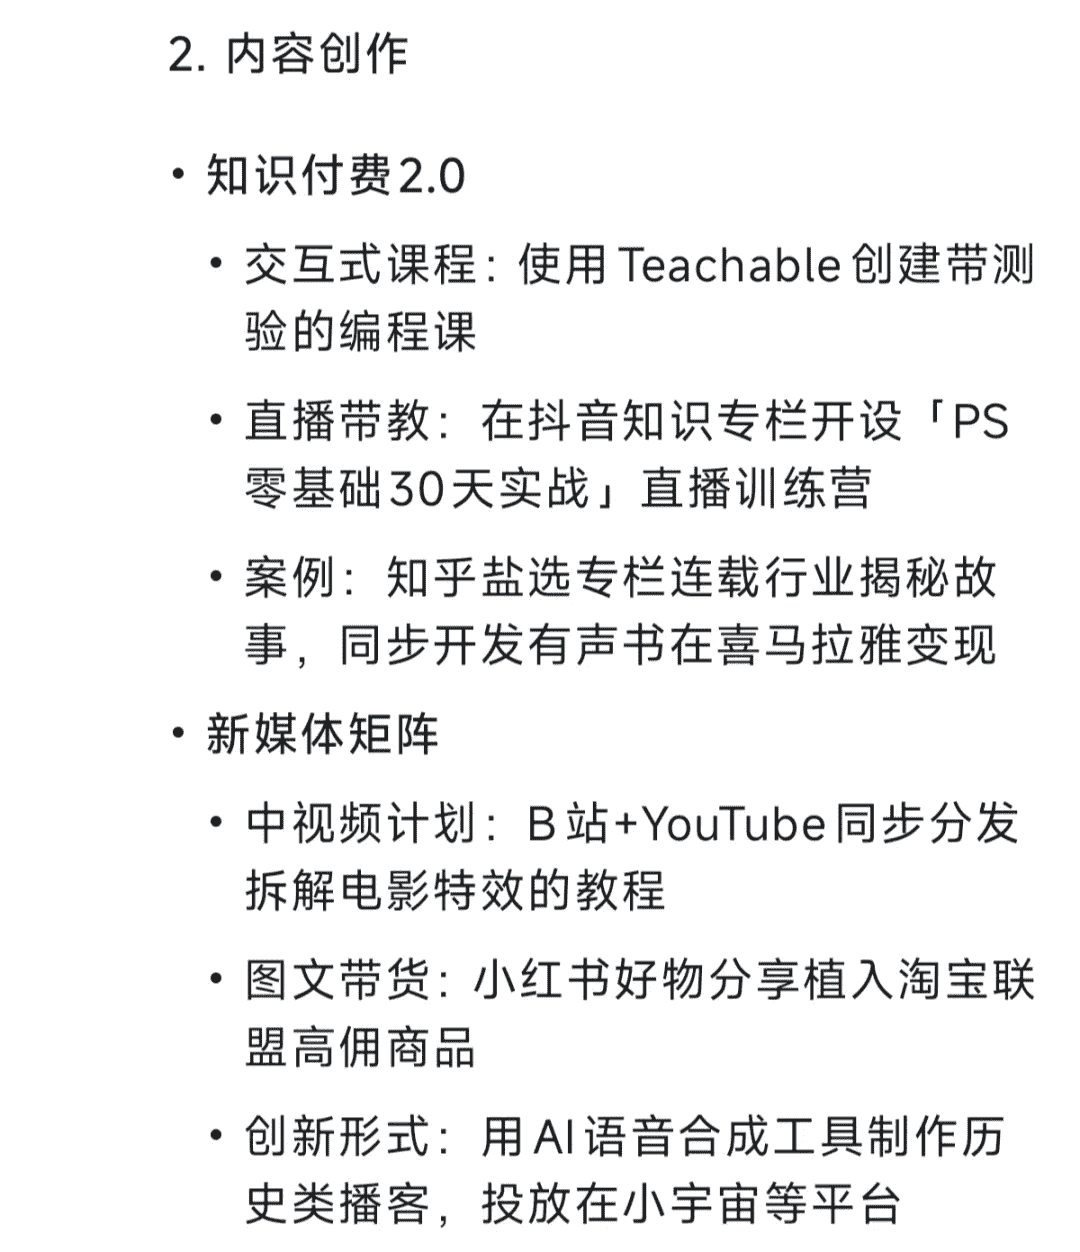 2. 内容创作
• 知识付费2.0
• 交互式课程：使用Teachable创建带测
验的编程课
• 直播带教：在抖音知识专栏开设「PS
零基础30天实战」直播训练营
• 案例：知乎盐选专栏连载行业揭秘故
事，同步开发有声书在喜马拉雅变现
• 新媒体矩阵
• 中视频计划：B站+YouTube同步分发
拆解电影特效的教程
• 图文带货：小红书好物分享植入淘宝联
盟高佣商品
• 创新形式：用AI语音合成工具制作历
史类播客，投放在小宇宙等平台